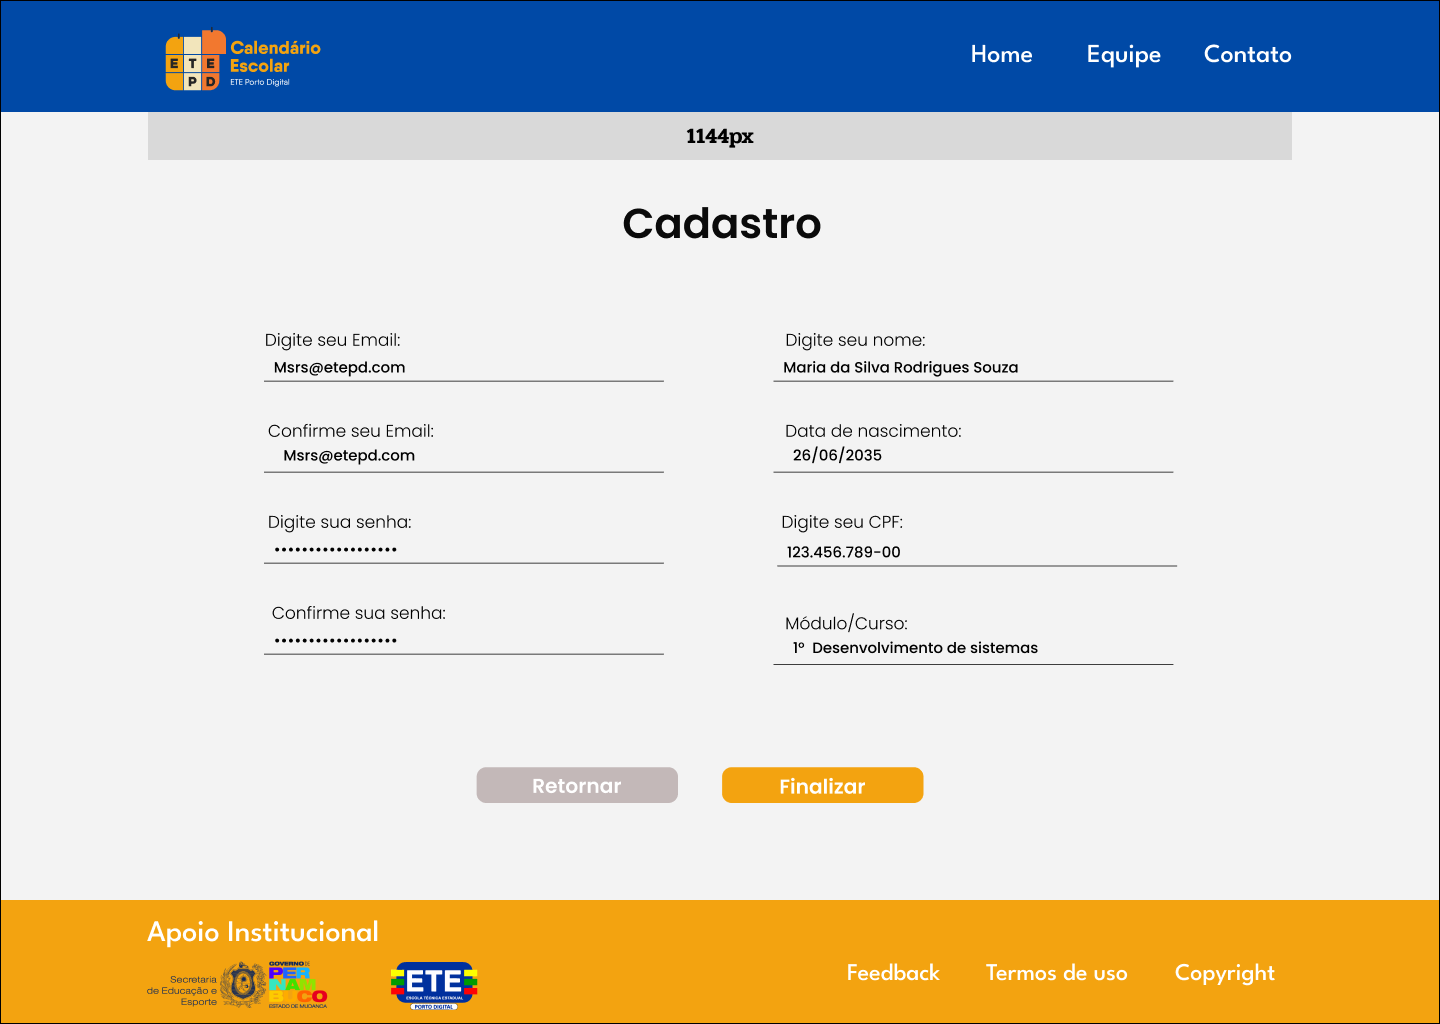 E T E
P D
Calendário
Escolar
ETE Porto Digital
Home
Equipe
Contato
1144px
Cadastro
Digite seu Email:
Msrs@etepd.com
Confirme seu Email:
Msrs@etepd.com
Digite sua senha:
••••••••••••••••••
Confirme sua senha:
••••••••••••••••••
Digite seu nome:
Maria da Silva Rodrigues Souza
Data de nascimento:
26/06/2035
Digite seu CPF:
123.456.789-00
Módulo/Curso:
1º Desenvolvimento de sistemas
Retornar
Finalizar
Apoio Institucional
Secretaria
de Educação e
Esporte
GOVERNO DE
PER
NAM
BUCO
ESTADO DE MUDANÇA
ETE
ESCOLA TÉCNICA ESTADUAL
PORTO DIGITAL
Feedback
Termos de uso
Copyright